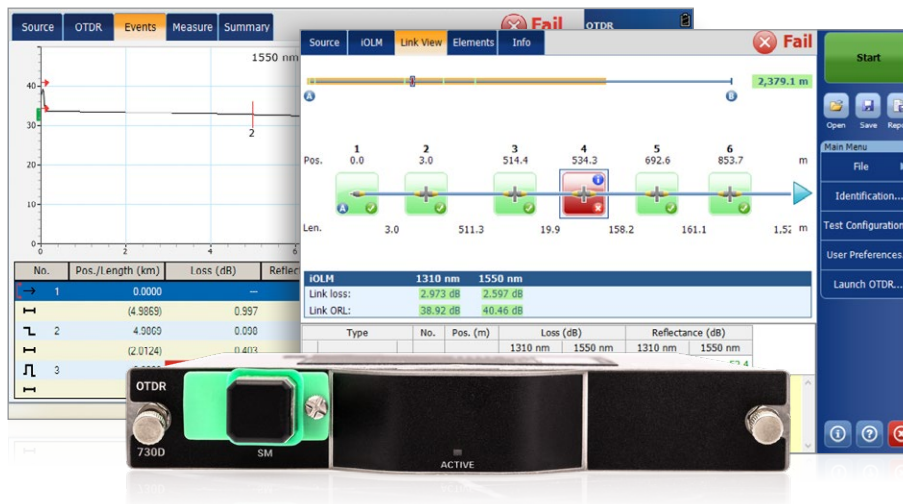 Source OTDR Events Measure Summary
Fail
OTDR
1550 nm
40
30
20
10
0
0 2 4 6
2
No. Pos./Length (km) Loss (dB)
1 0.0000 ---
(4.9869) 0.997
2 4.9869 0.090
(2.0124) 0.403
3
Source iOLM Link View Elements Info
Fail
2,379.1 m
A B
1 2 3 4 5 6
Pos. 0.0 3.0 514.4 534.3 692.6 853.7 m
A
Len. 3.0 511.3 19.9 158.2 161.1 m
iOLM 1310 nm 1550 nm
Link loss: 2.973 dB 2.597 dB
Link ORL: 38.92 dB 40.46 dB
Type No. Pos. (m) Loss (dB) Reflectance (dB)
1310 nm 1550 nm 1310 nm 1550 nm
Start
Open Save
Main Menu
File
Identification...
Test Configuration
User Preferences.
Launch OTDR...
OTDR
730D
SM
ACTIVE